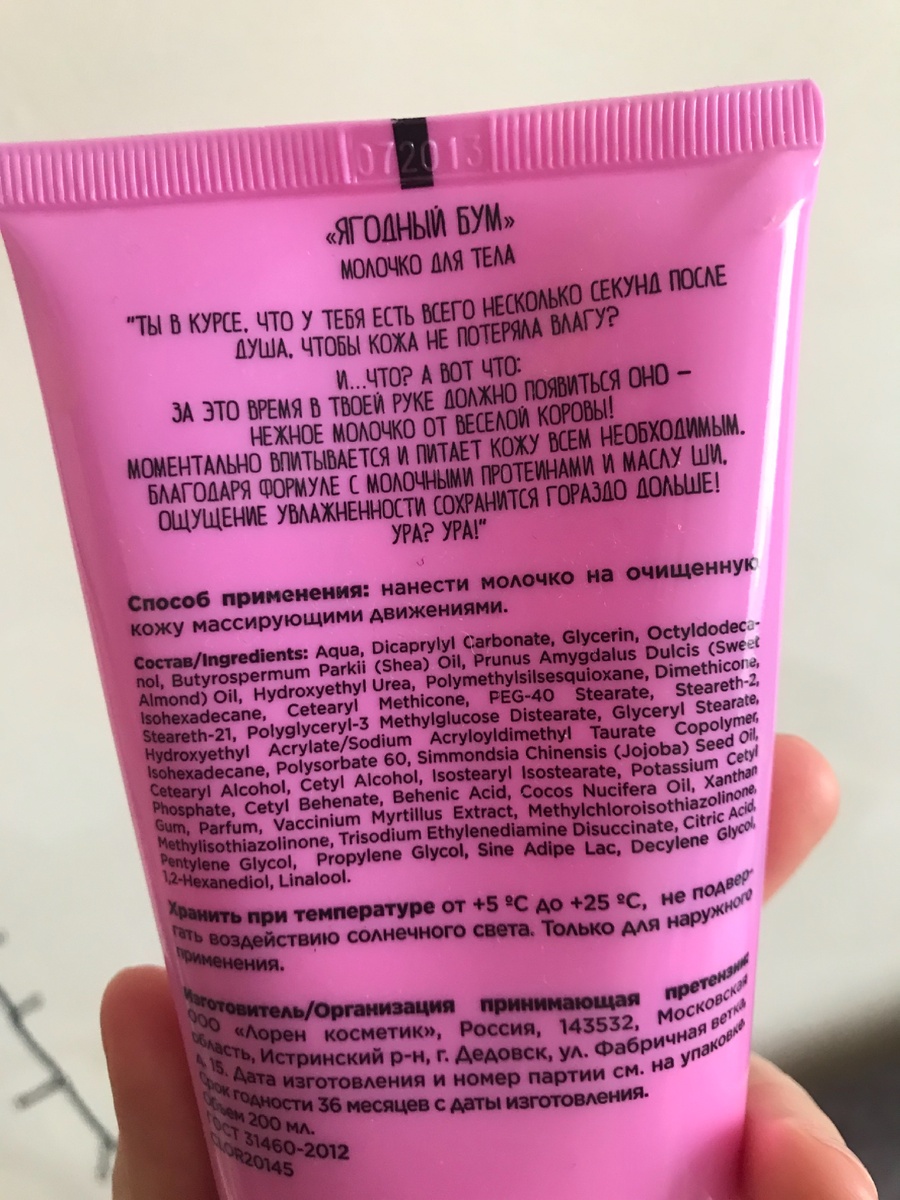 072013
«ЯГОДНЫЙ БУМ»
МОЛОЧКО ДЛЯ ТЕЛА
"ТЫ В КУРСЕ, ЧТО У ТЕБЯ ЕСТЬ ВСЕГО НЕСКОЛЬКО СЕКУНД ПОСЛЕ
ДУША, ЧТОБЫ КОЖА НЕ ПОТЕРЯЛА ВЛАГУ?
И...ЧТО? А ВОТ ЧТО:
ЗА ЭТО ВРЕМЯ В ТВОЕЙ РУКЕ ДОЛЖНО ПОЯВИТЬСЯ ОНО –
НЕЖНОЕ МОЛОЧКО ОТ ВЕСЕЛОЙ КОРОВЫ!
МОМЕНТАЛЬНО ВПИТЫВАЕТСЯ И ПИТАЕТ КОЖУ ВСЕМ НЕОБХОДИМЫМ.
БЛАГОДАРЯ ФОРМУЛЕ С МОЛОЧНЫМИ ПРОТЕИНАМИ И МАСЛУ ШИ,
ОЩУЩЕНИЕ УВЛАЖНЕННОСТИ СОХРАНИТСЯ ГОРАЗДО ДОЛЬШЕ!
УРА? УРА!"
Способ применения: нанести молочко на очищенную
кожу массирующими движениями.
Состав/Ingredients: Aqua, Dicaprylyl Carbonate, Glycerin, Octyldodeca-
nol, Butyrospermum Parkii (Shea) Oil, Prunus Amygdalus Dulcis (Sweet
Almond) Oil, Hydroxyethyl Urea, Polymethylsilsesquioxane, Dimethicone,
Isohexadecane, Cetearyl Methicone, PEG-40 Stearate, Steareth-2,
Steareth-21, Polyglyceryl-3 Methylglucose Distearate, Glyceryl Stearate,
Hydroxyethyl Acrylate/Sodium Acryloyldimethyl Taurate Copolymer,
Isohexadecane, Polysorbate 60, Simmondsia Chinensis (Jojoba) Seed Oil,
Cetearyl Alcohol, Cetyl Alcohol, Isostearyl Isostearate, Potassium Cetyl
Phosphate, Cetyl Behenate, Behenic Acid, Cocos Nucifera Oil, Xanthan
Gum, Parfum, Vaccinium Myrtillus Extract, Methylchloroisothiazolinone,
Methylisothiazolinone, Trisodium Ethylenediamine Disuccinate, Citric Acid,
Pentylene Glycol, Propylene Glycol, Sine Adipe Lac, Decylene Glycol,
1,2-Hexanediol, Linalool.
Хранить при температуре от +5 ºC до +25 ºC, не подвер-
гать воздействию солнечного света. Только для наружного
применения.
Изготовитель/Организация принимающая претензии
ООО «Лорен косметик», Россия, 143532, Московская
область, Истринский р-н, г. Дедовск, ул. Фабричная ветка,
д. 15. Дата изготовления и номер партии см. на упаковке.
Срок годности 36 месяцев с даты изготовления.
Объем 200 мл.
ГОСТ 31460-2012
CLOR20145